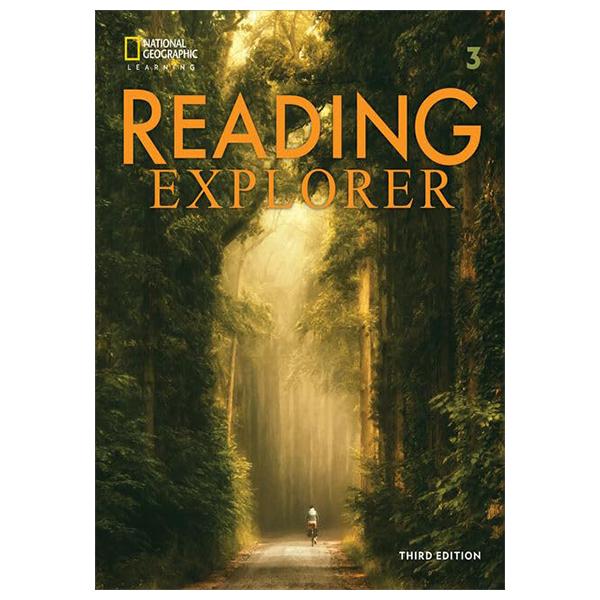 NATIONAL
GEOGRAPHIC
LEARNING
3
READING
EXPLORER
THIRD EDITION